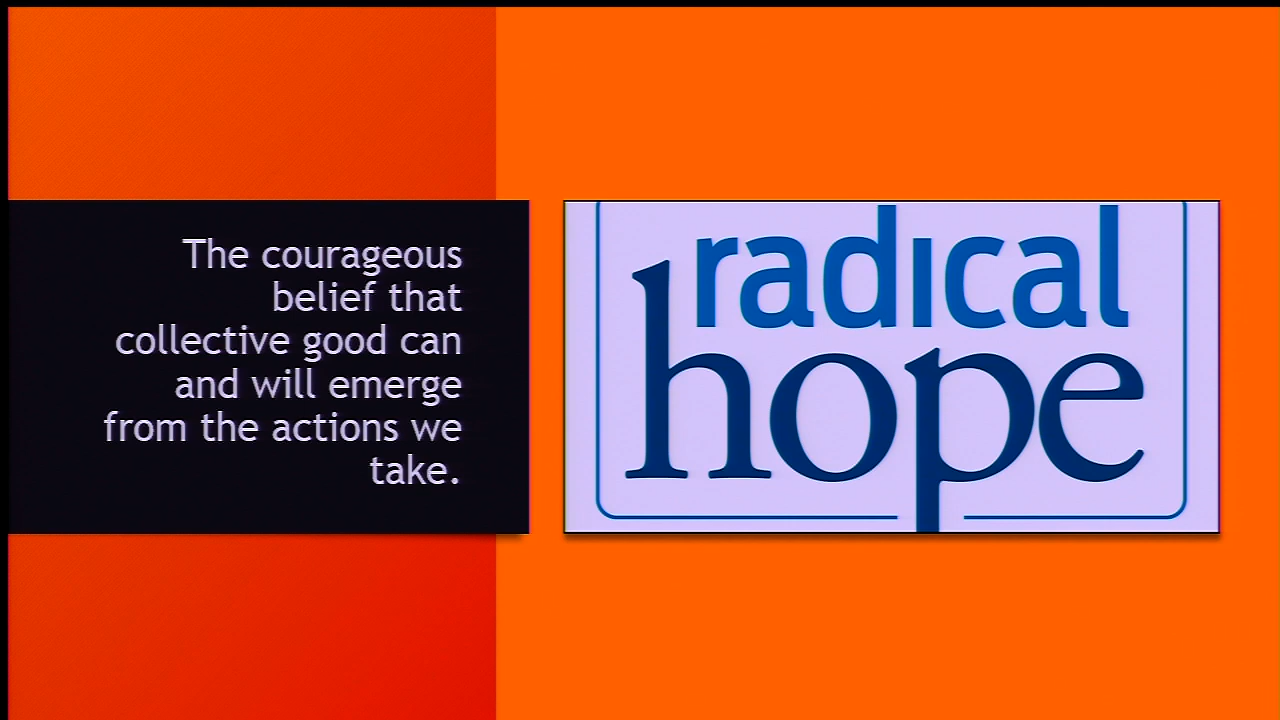 The courageous
belief that
collective good can
and will emerge
from the actions we
take.
radical
hope